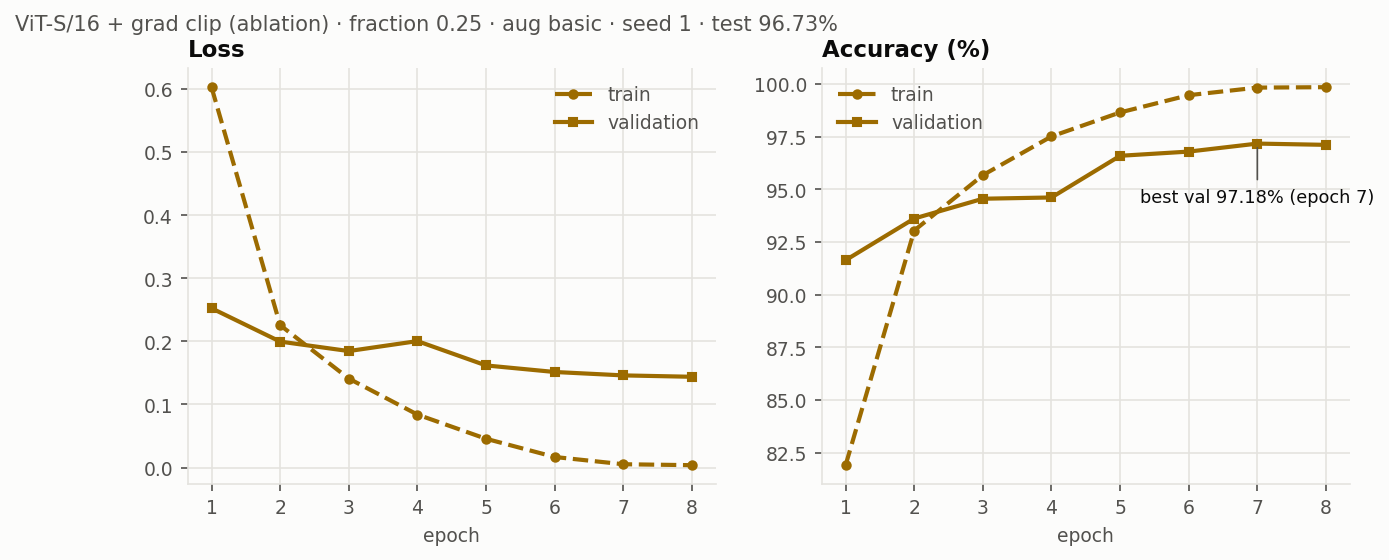 ViT-S/16 + grad clip (ablation) · fraction 0.25 · aug basic · seed 1 · test 96.73%
Loss
0.6
0.5
0.4
0.3
0.2
0.1
0.0
train
validation
1 2 3 4 5 6 7 8
epoch
Accuracy (%)
100.0
97.5
95.0
92.5
90.0
87.5
85.0
82.5
train
validation
best val 97.18% (epoch 7)
1 2 3 4 5 6 7 8
epoch